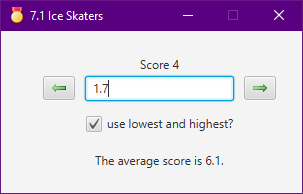 7.1 Ice Skaters
Score 4
1.7
use lowest and highest?
The average score is 6.1.